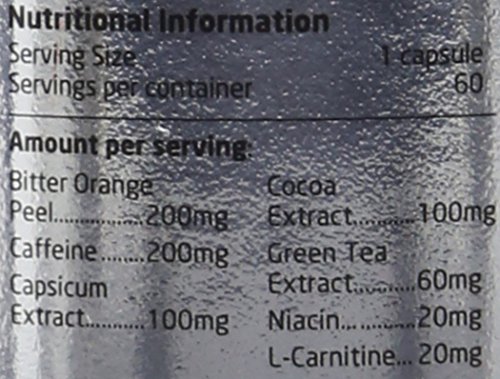 Nutritional Information
Serving Size 1 capsule
Servings per container 60
Amount per serving:
Bitter Orange
Peel..............200mg
Caffeine........200mg
Capsicum
Extract..........100mg
Cocoa
Extract..........100mg
Green Tea
Extract..........60mg
Niacin............20mg
L-Carnitine... 20mg